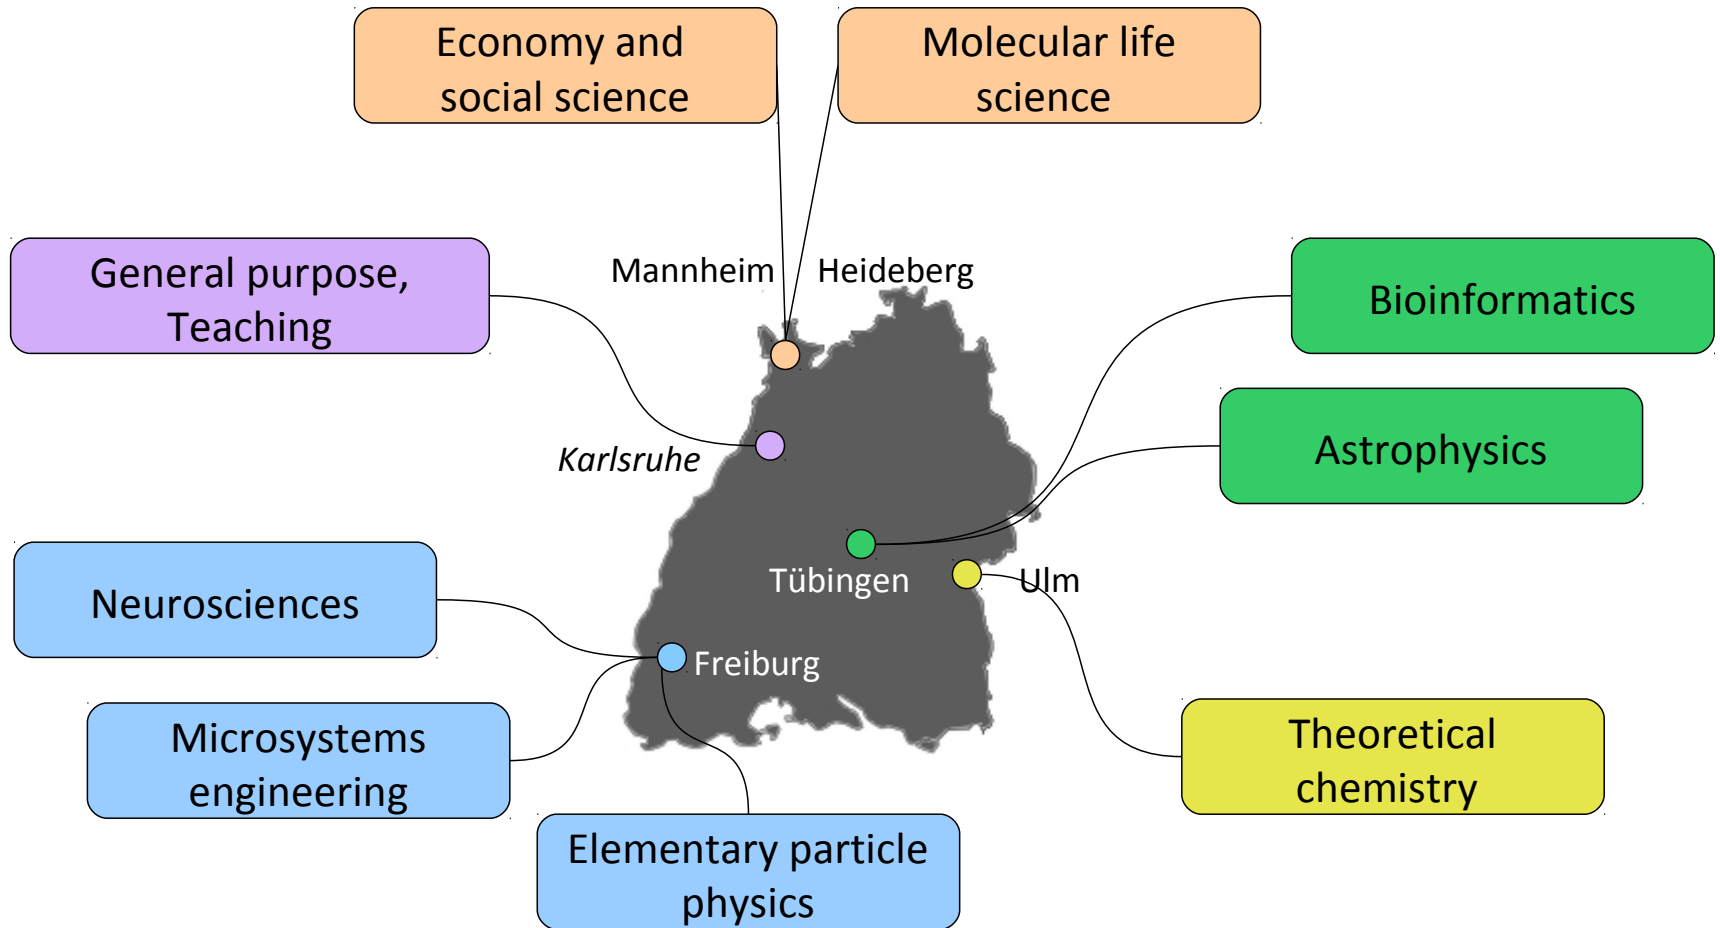 Economy and
social science
Molecular life
science
Mannheim
Heideberg
General purpose,
Teaching
Bioinformatics
Karlsruhe
Astrophysics
Neurosciences
Tübingen
Ulm
Freiburg
Microsystems
engineering
Theoretical
chemistry
Elementary particle
physics